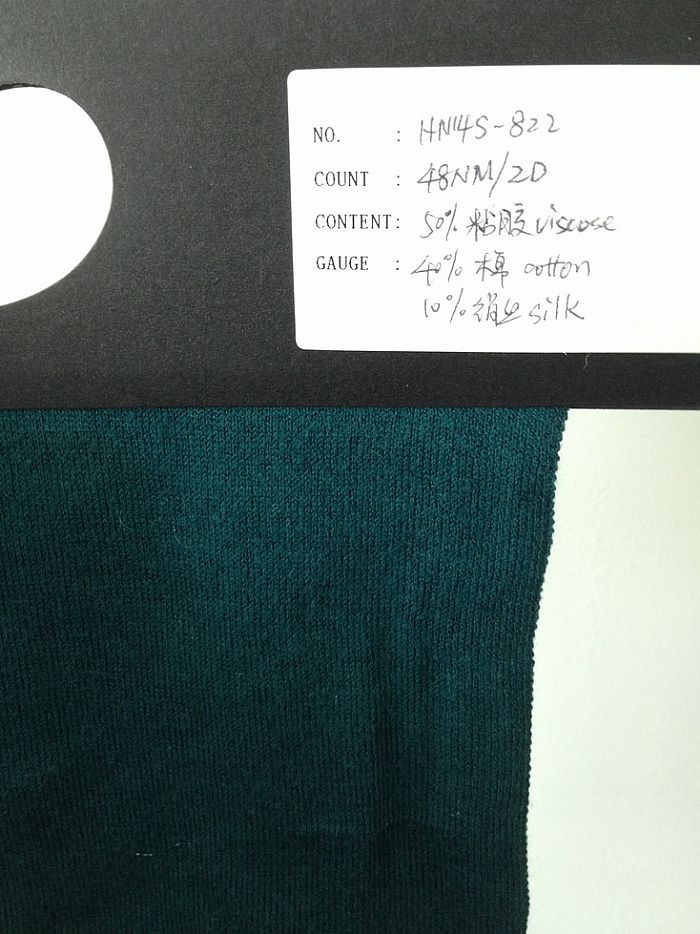 NO. : HN14S-822
COUNT : 48NM/2D
CONTENT: 50% 粘胶 viscose
GAUGE : 40% 棉 cotton
10% 绢丝 silk